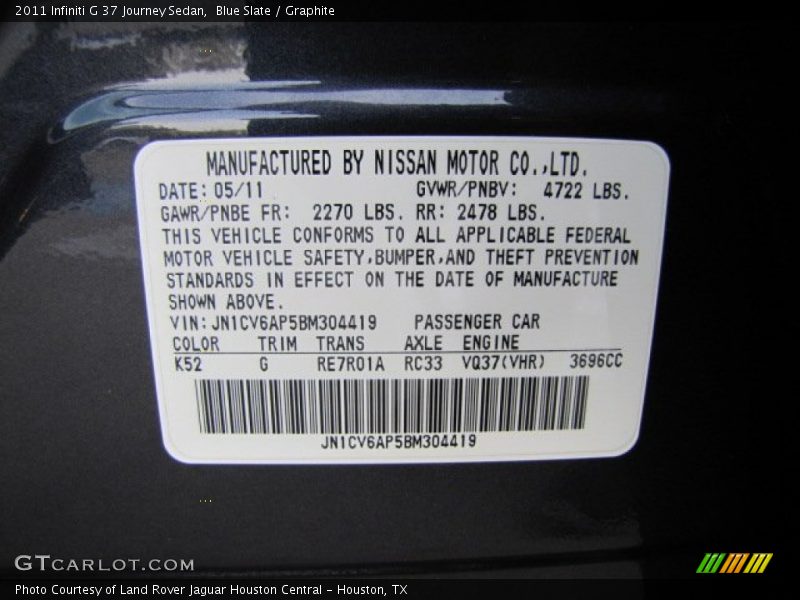 2011 Infiniti G 37 Journey Sedan,  Blue Slate / Graphite
MANUFACTURED BY NISSAN MOTOR CO.,LTD.
DATE: 05/11 GVWR/PNBV: 4722 LBS.
GAWR/PNBE FR: 2270 LBS. RR: 2478 LBS.
THIS VEHICLE CONFORMS TO ALL APPLICABLE FEDERAL
MOTOR VEHICLE SAFETY,BUMPER,AND THEFT PREVENTION
STANDARDS IN EFFECT ON THE DATE OF MANUFACTURE
SHOWN ABOVE.
VIN: JN1CV6AP5BM304419 PASSENGER CAR
COLOR TRIM TRANS AXLE ENGINE
K52 G RE7R01A RC33 VQ37(VHR) 3696CC
JN1CV6AP5BM304419
GTCARLOT.COM
Photo Courtesy of Land Rover Jaguar Houston Central - Houston, TX